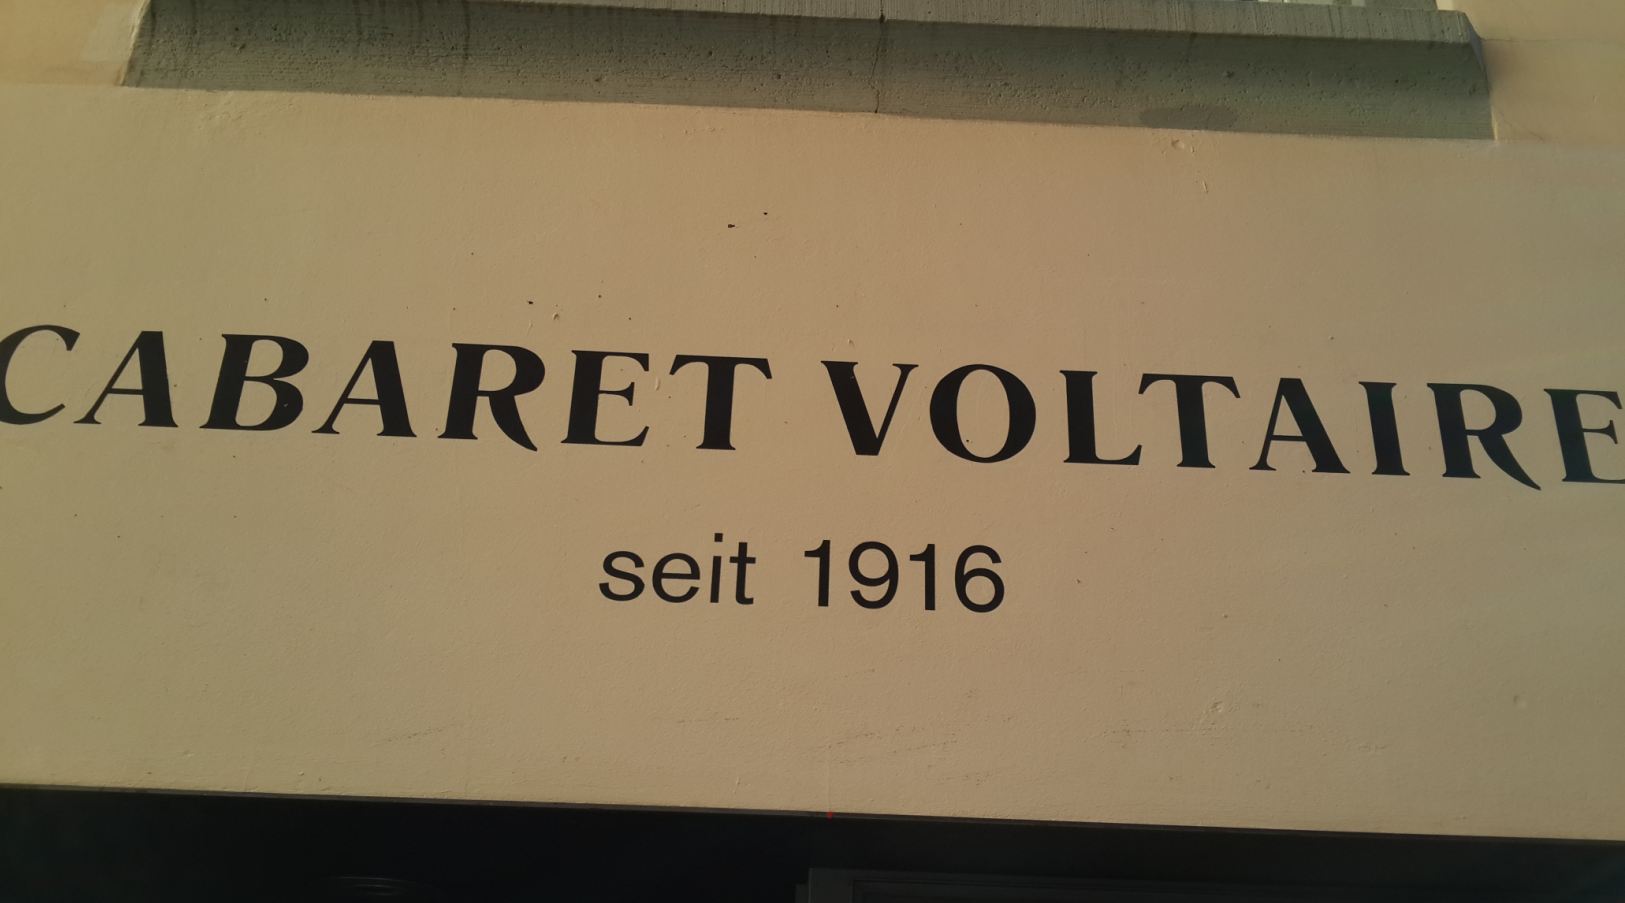 CABARET VOLTAIRE
seit 1916